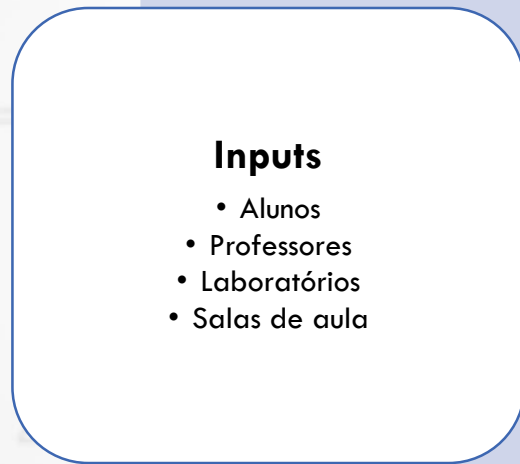 Inputs
• Alunos
• Professores
• Laboratórios
• Salas de aula